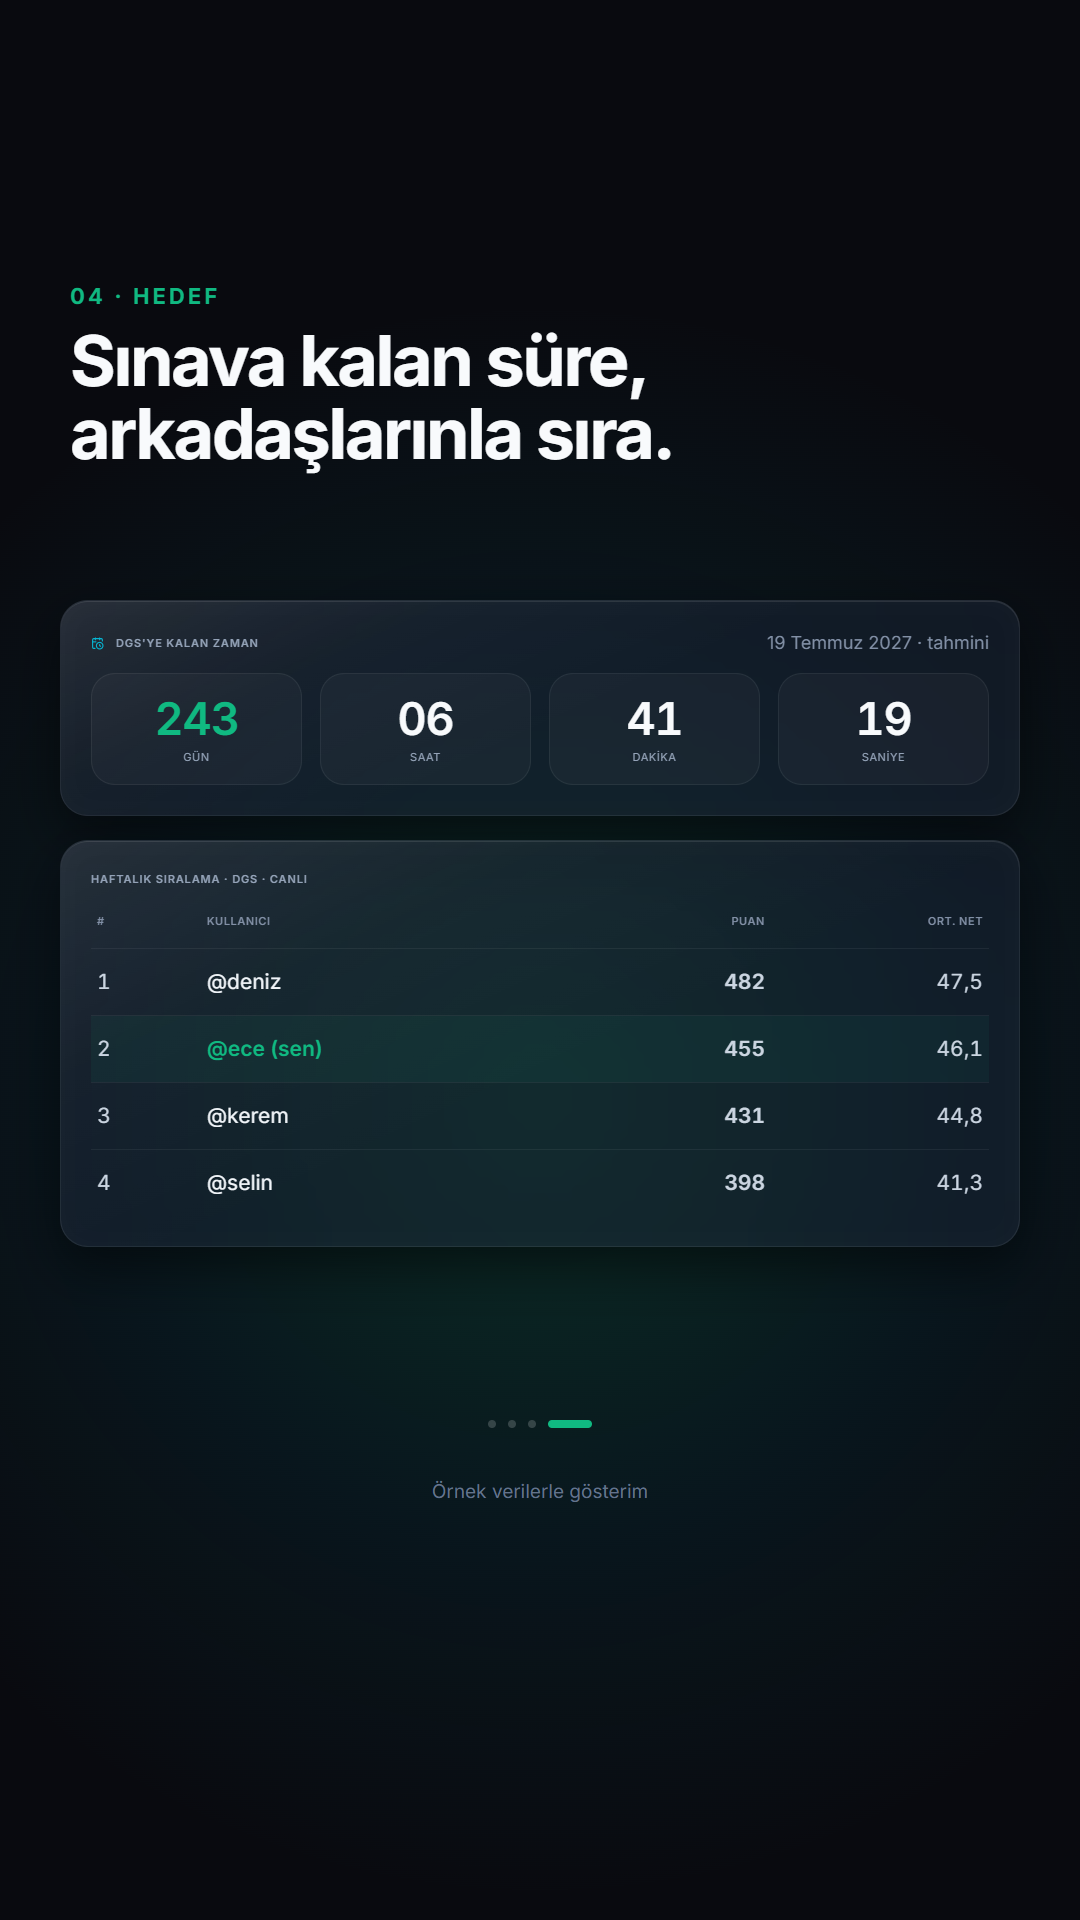 04 · HEDEF
Sınava kalan süre,
arkadaşlarınla sıra.
DGS'YE KALAN ZAMAN
19 Temmuz 2027 · tahmini
243
06
41
19
GÜN
SAAT
DAKİKA
SANİYE
HAFTALIK SIRALAMA · DGS · CANLI
# KULLANICI PUAN ORT. NET
1 @deniz 482 47,5
2 @ece (sen) 455 46,1
3 @kerem 431 44,8
4 @selin 398 41,3
Örnek verilerle gösterim